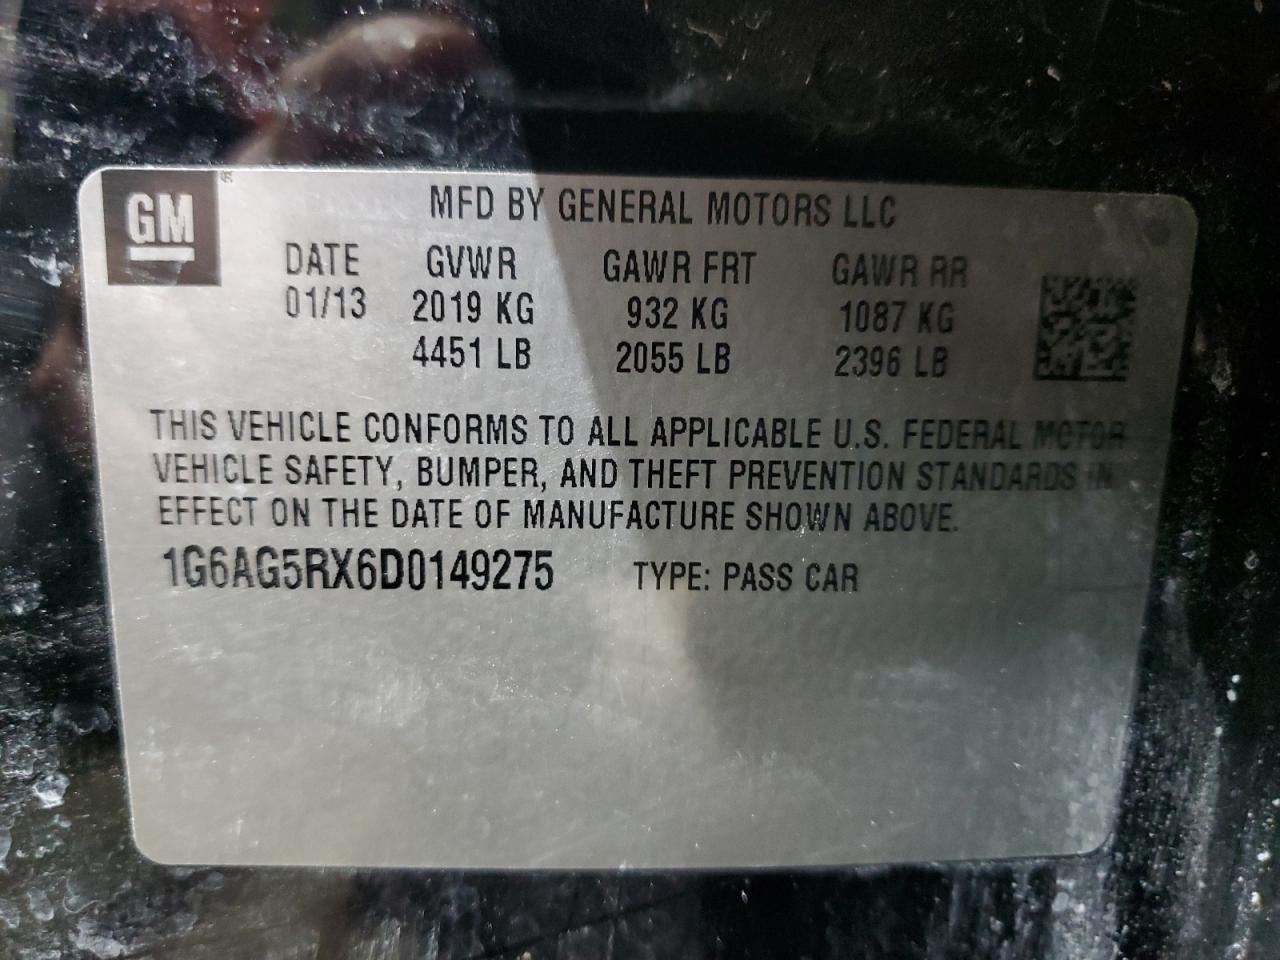 GM ®
MFD BY GENERAL MOTORS LLC
DATE GVWR GAWR FRT GAWR RR
01/13 2019 KG 932 KG 1087 KG
4451 LB 2055 LB 2396 LB
THIS VEHICLE CONFORMS TO ALL APPLICABLE U.S. FEDERAL MOTOR
VEHICLE SAFETY, BUMPER, AND THEFT PREVENTION STANDARDS IN
EFFECT ON THE DATE OF MANUFACTURE SHOWN ABOVE.
1G6AG5RX6D0149275 TYPE: PASS CAR